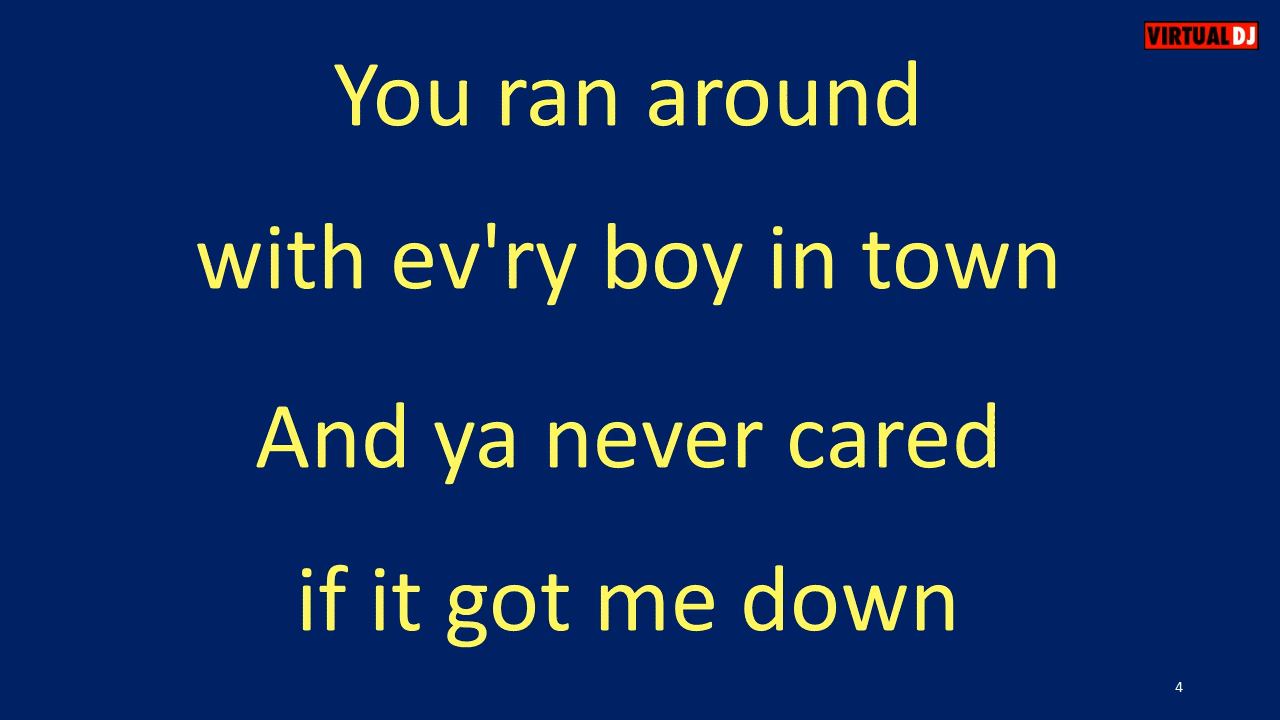 VIRTUAL DJ
You ran around
with ev'ry boy in town
And ya never cared
if it got me down
4